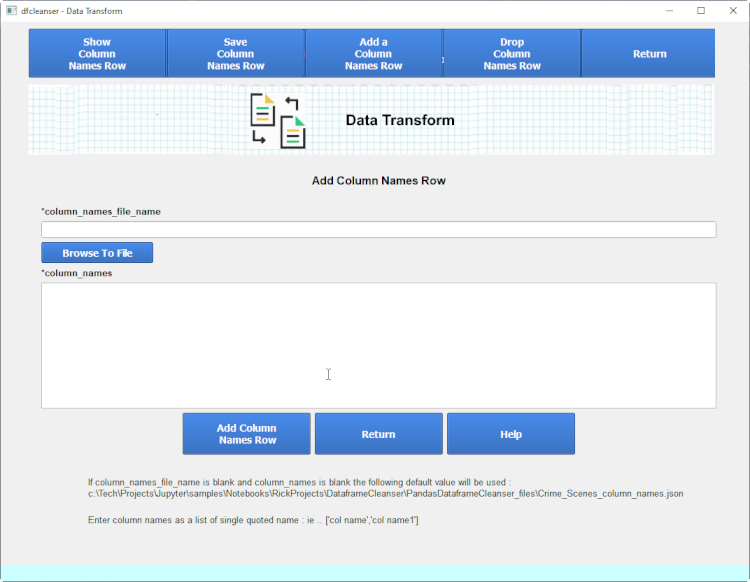 dfcleanser - Data Transform
Show
Column
Names Row
Save
Column
Names Row
Add a
Column
Names Row
Drop
Column
Names Row
Return
Data Transform
Add Column Names Row
*column_names_file_name
Browse To File
*column_names
Add Column
Names Row
Return
Help
If column_names_file_name is blank and column_names is blank the following default value will be used :
c:\Tech\Projects\Jupyter\samples\Notebooks\RickProjects\DataframeCleanser\PandasDataframeCleanser_files\Crime_Scenes_column_names.json
Enter column names as a list of single quoted name : ie .. ['col name','col name1']